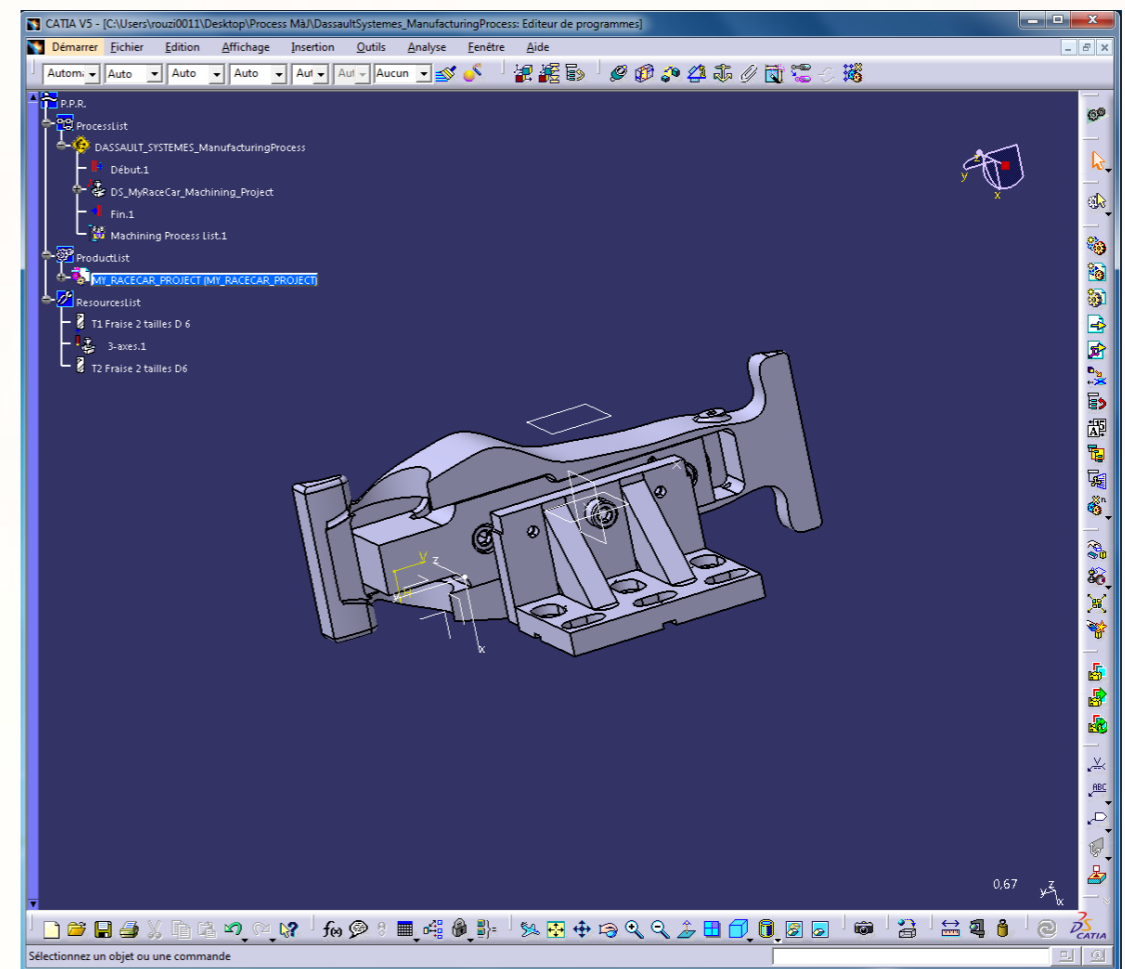 CATIA V5 - [C:\Users\rouzi0011\Desktop\Process MàJ\DassaultSystemes_ManufacturingProcess: Editeur de programmes]
Démarrer Fichier Edition Affichage Insertion Outils Analyse Fenêtre Aide
Auto Auto Auto Aucun
P.P.R.
ProcessList
DASSAULT_SYSTEMES_ManufacturingProcess
Début.1
DS_MyRaceCar_Machining_Project
Fin.1
Machining Process List.1
ProductList
MY_RACECAR_PROJECT (MY_RACECAR_PROJECT)
ResourcesList
T1 Fraise 2 tailles D 6
3-axes.1
T2 Fraise 2 tailles D6
z
y
x
y z
x
ABC
0,67
z
y
x
f(x)
CATIA
Sélectionnez un objet ou une commande